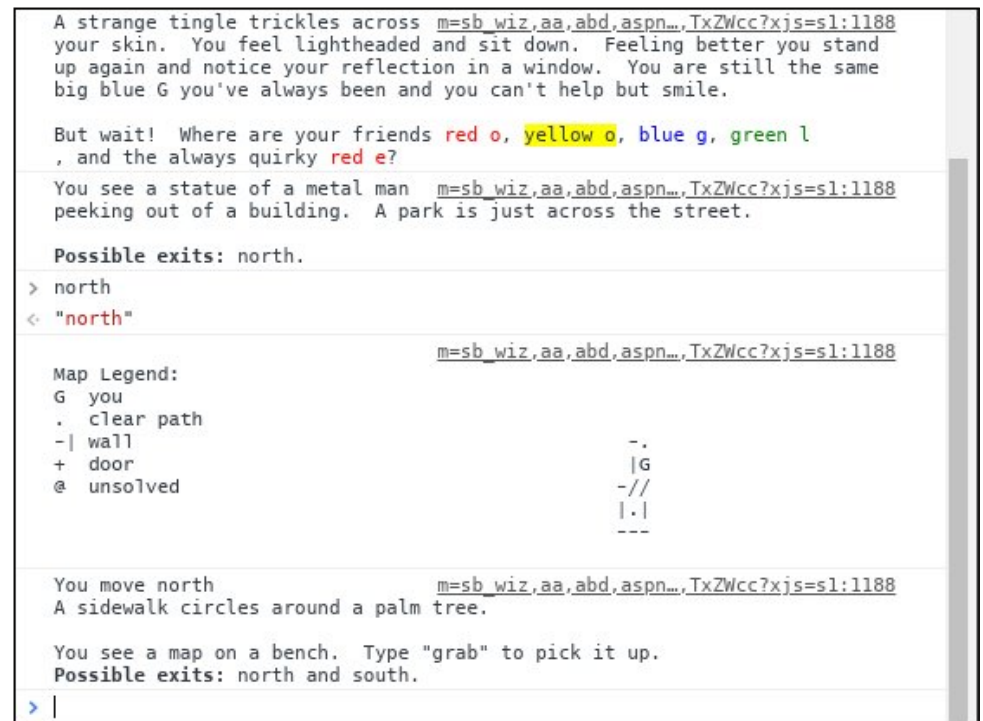 A strange tingle trickles across m=sb_wiz,aa,abd,aspn…,TxZWcc?xjs=s1:1188
your skin.  You feel lightheaded and sit down.  Feeling better you stand
up again and notice your reflection in a window.  You are still the same
big blue G you've always been and you can't help but smile.
But wait!  Where are your friends red o, yellow o, blue g, green l
, and the always quirky red e?
You see a statue of a metal man m=sb_wiz,aa,abd,aspn…,TxZWcc?xjs=s1:1188
peeking out of a building.  A park is just across the street.
Possible exits: north.
> north
<· "north"
m=sb_wiz,aa,abd,aspn…,TxZWcc?xjs=s1:1188
Map Legend:
G  you
.  clear path
-| wall -.
+  door |G
@  unsolved -//
|.|
---
You move north m=sb_wiz,aa,abd,aspn…,TxZWcc?xjs=s1:1188
A sidewalk circles around a palm tree.
You see a map on a bench.  Type "grab" to pick it up.
Possible exits: north and south.
>